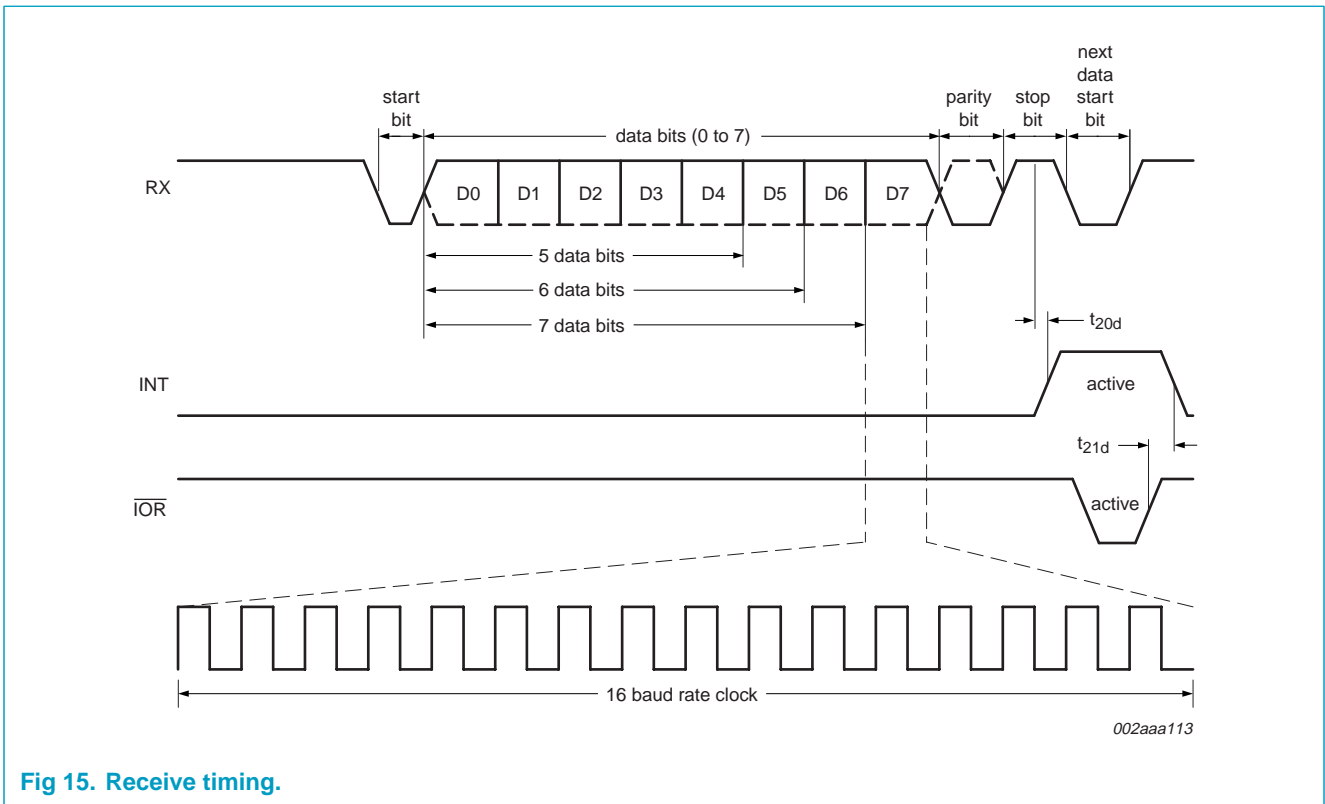 start
bit
data bits (0 to 7)
parity
bit
stop
bit
next
data
start
bit
RX
D0 D1 D2 D3 D4 D5 D6 D7
5 data bits
6 data bits
7 data bits
t20d
INT
active
t21d
IOR
active
16 baud rate clock
002aaa113
Fig 15. Receive timing.